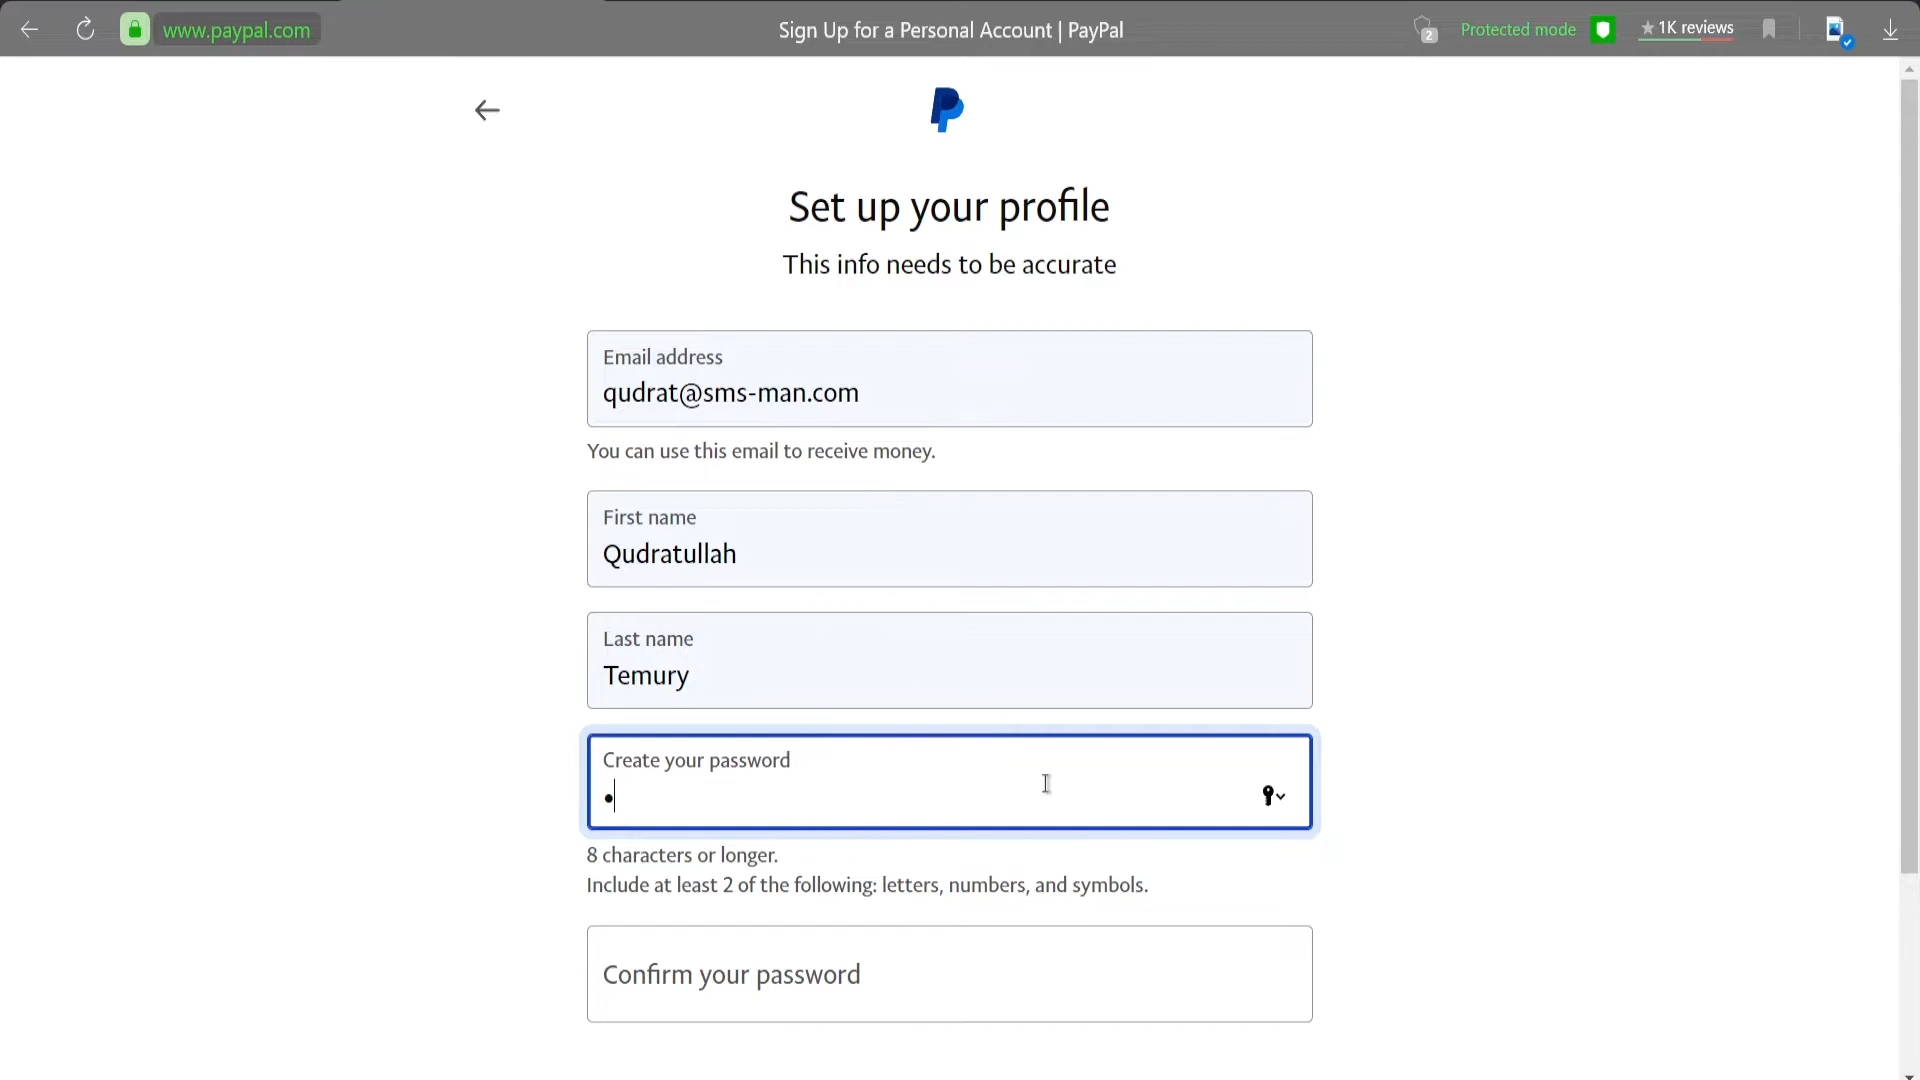 www.paypal.com
Sign Up for a Personal Account | PayPal
2
Protected mode
★ 1K reviews
Set up your profile
This info needs to be accurate
Email address
qudrat@sms-man.com
You can use this email to receive money.
First name
Qudratullah
Last name
Temury
Create your password
•
8 characters or longer.
Include at least 2 of the following: letters, numbers, and symbols.
Confirm your password